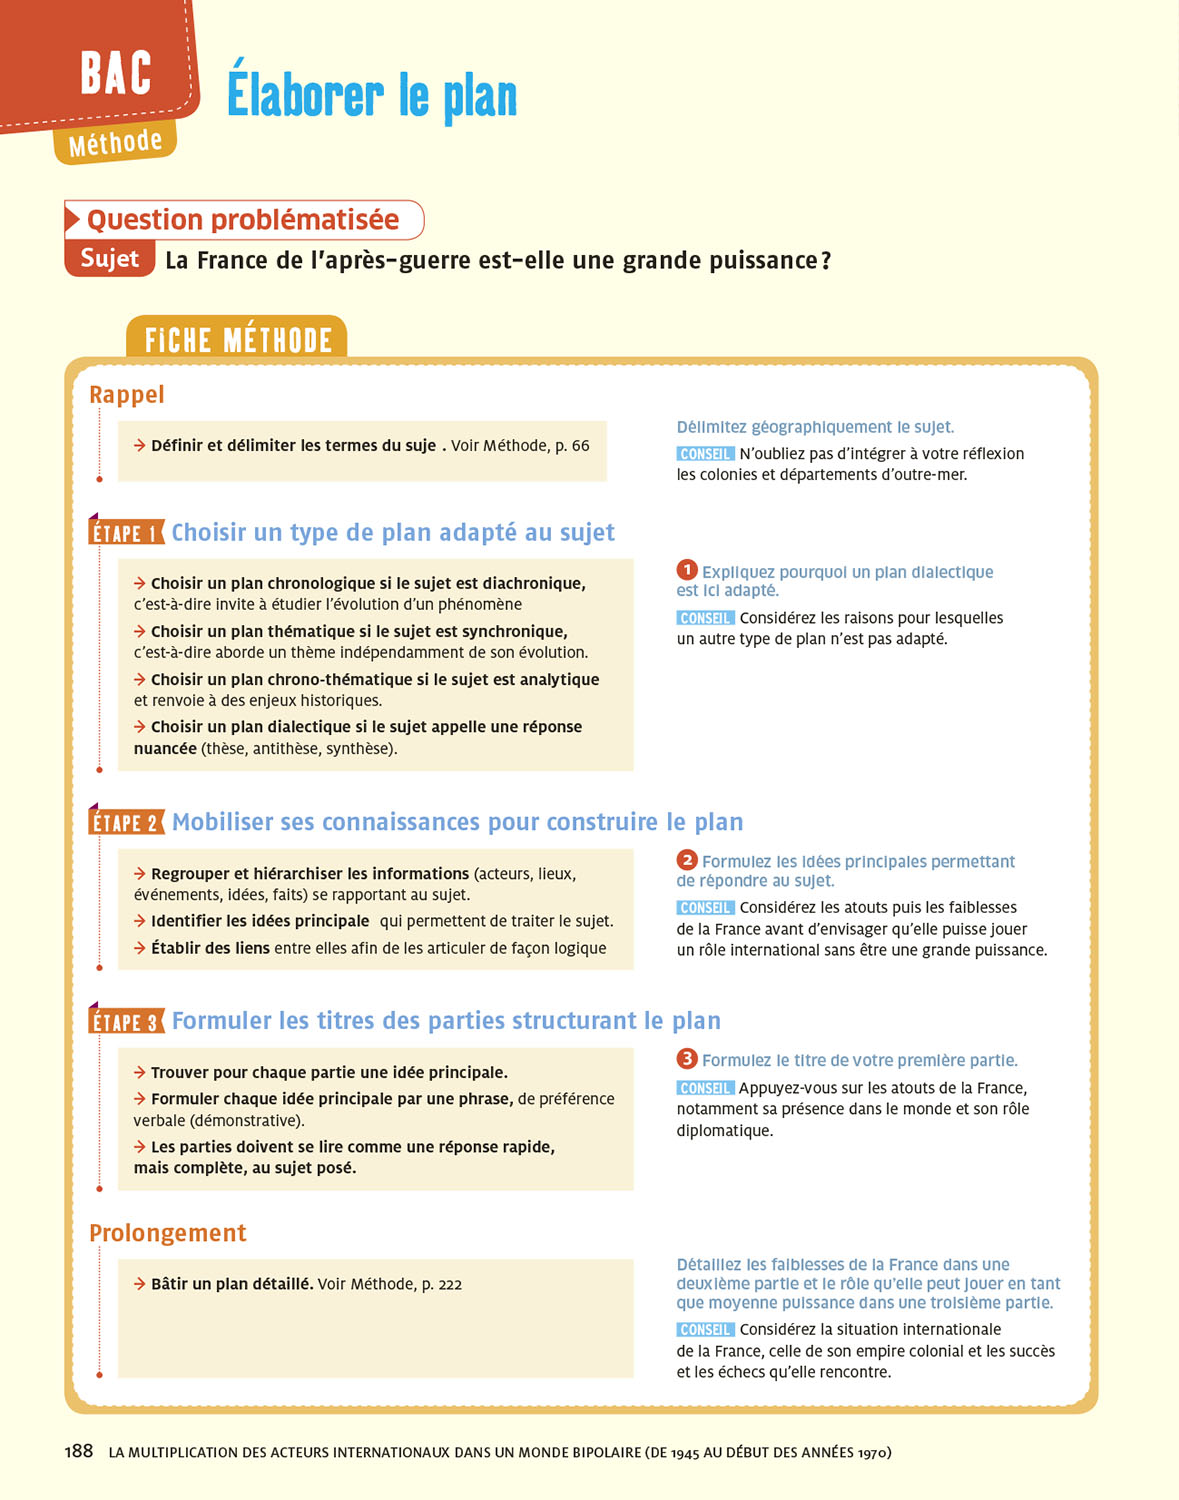 BAC
Méthode
Élaborer le plan
Question problématisée
Sujet La France de l'après-guerre est-elle une grande puissance ?
FiCHE MÉTHODE
Rappel
→ Définir et délimiter les termes du suje . Voir Méthode, p. 66
Délimitez géographiquement le sujet.
CONSEIL N'oubliez pas d'intégrer à votre réflexion
les colonies et départements d'outre-mer.
ÉTAPE 1 Choisir un type de plan adapté au sujet
→ Choisir un plan chronologique si le sujet est diachronique,
c'est-à-dire invite à étudier l'évolution d'un phénomène
→ Choisir un plan thématique si le sujet est synchronique,
c'est-à-dire aborde un thème indépendamment de son évolution.
→ Choisir un plan chrono-thématique si le sujet est analytique
et renvoie à des enjeux historiques.
→ Choisir un plan dialectique si le sujet appelle une réponse
nuancée (thèse, antithèse, synthèse).
1 Expliquez pourquoi un plan dialectique
est ici adapté.
CONSEIL Considérez les raisons pour lesquelles
un autre type de plan n'est pas adapté.
ÉTAPE 2 Mobiliser ses connaissances pour construire le plan
→ Regrouper et hiérarchiser les informations (acteurs, lieux,
événements, idées, faits) se rapportant au sujet.
→ Identifier les idées principale qui permettent de traiter le sujet.
→ Établir des liens entre elles afin de les articuler de façon logique
2 Formulez les idées principales permettant
de répondre au sujet.
CONSEIL Considérez les atouts puis les faiblesses
de la France avant d'envisager qu'elle puisse jouer
un rôle international sans être une grande puissance.
ÉTAPE 3 Formuler les titres des parties structurant le plan
→ Trouver pour chaque partie une idée principale.
→ Formuler chaque idée principale par une phrase, de préférence
verbale (démonstrative).
→ Les parties doivent se lire comme une réponse rapide,
mais complète, au sujet posé.
3 Formulez le titre de votre première partie.
CONSEIL Appuyez-vous sur les atouts de la France,
notamment sa présence dans le monde et son rôle
diplomatique.
Prolongement
→ Bâtir un plan détaillé. Voir Méthode, p. 222
Détaillez les faiblesses de la France dans une
deuxième partie et le rôle qu'elle peut jouer en tant
que moyenne puissance dans une troisième partie.
CONSEIL Considérez la situation internationale
de la France, celle de son empire colonial et les succès
et les échecs qu'elle rencontre.
188 LA MULTIPLICATION DES ACTEURS INTERNATIONAUX DANS UN MONDE BIPOLAIRE (DE 1945 AU DÉBUT DES ANNÉES 1970)